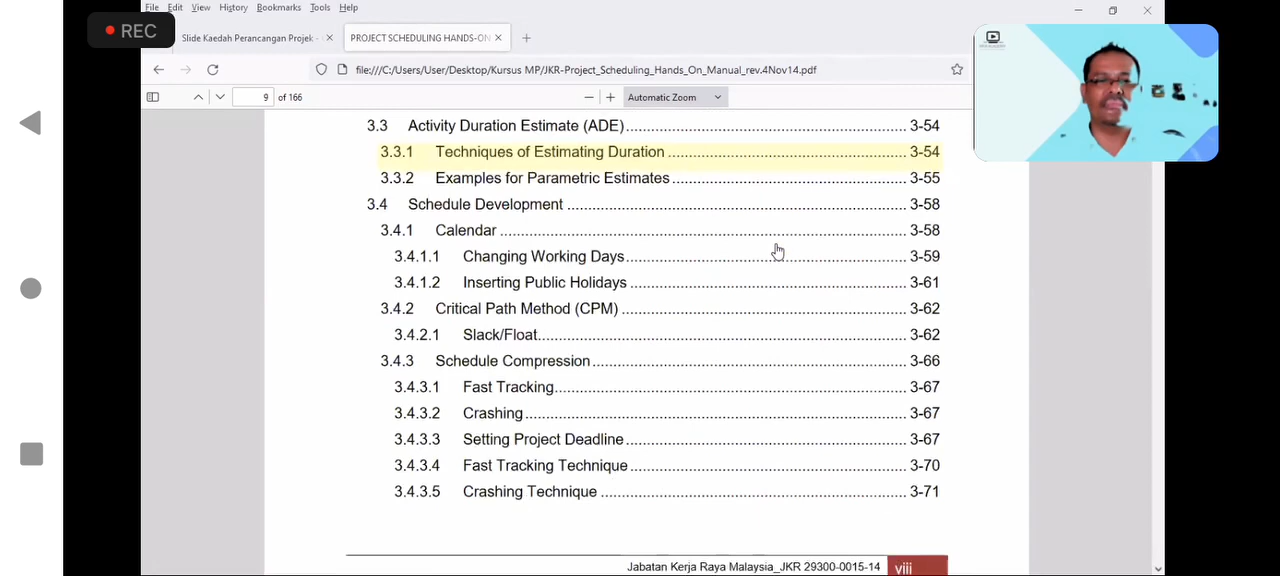 File Edit View History Bookmarks Tools Help
REC
Slide Kaedah Perancangan Projek -
PROJECT SCHEDULING HANDS-ON
file:///C:/Users/User/Desktop/Kursus MP/JKR-Project_Scheduling_Hands_On_Manual_rev.4Nov14.pdf
9 of 166
Automatic Zoom
3.3 Activity Duration Estimate (ADE) 3-54
3.3.1 Techniques of Estimating Duration 3-54
3.3.2 Examples for Parametric Estimates 3-55
3.4 Schedule Development 3-58
3.4.1 Calendar 3-58
3.4.1.1 Changing Working Days 3-59
3.4.1.2 Inserting Public Holidays 3-61
3.4.2 Critical Path Method (CPM) 3-62
3.4.2.1 Slack/Float 3-62
3.4.3 Schedule Compression 3-66
3.4.3.1 Fast Tracking 3-67
3.4.3.2 Crashing 3-67
3.4.3.3 Setting Project Deadline 3-67
3.4.3.4 Fast Tracking Technique 3-70
3.4.3.5 Crashing Technique 3-71
Jabatan Kerja Raya Malaysia_JKR 29300-0015-14 viii